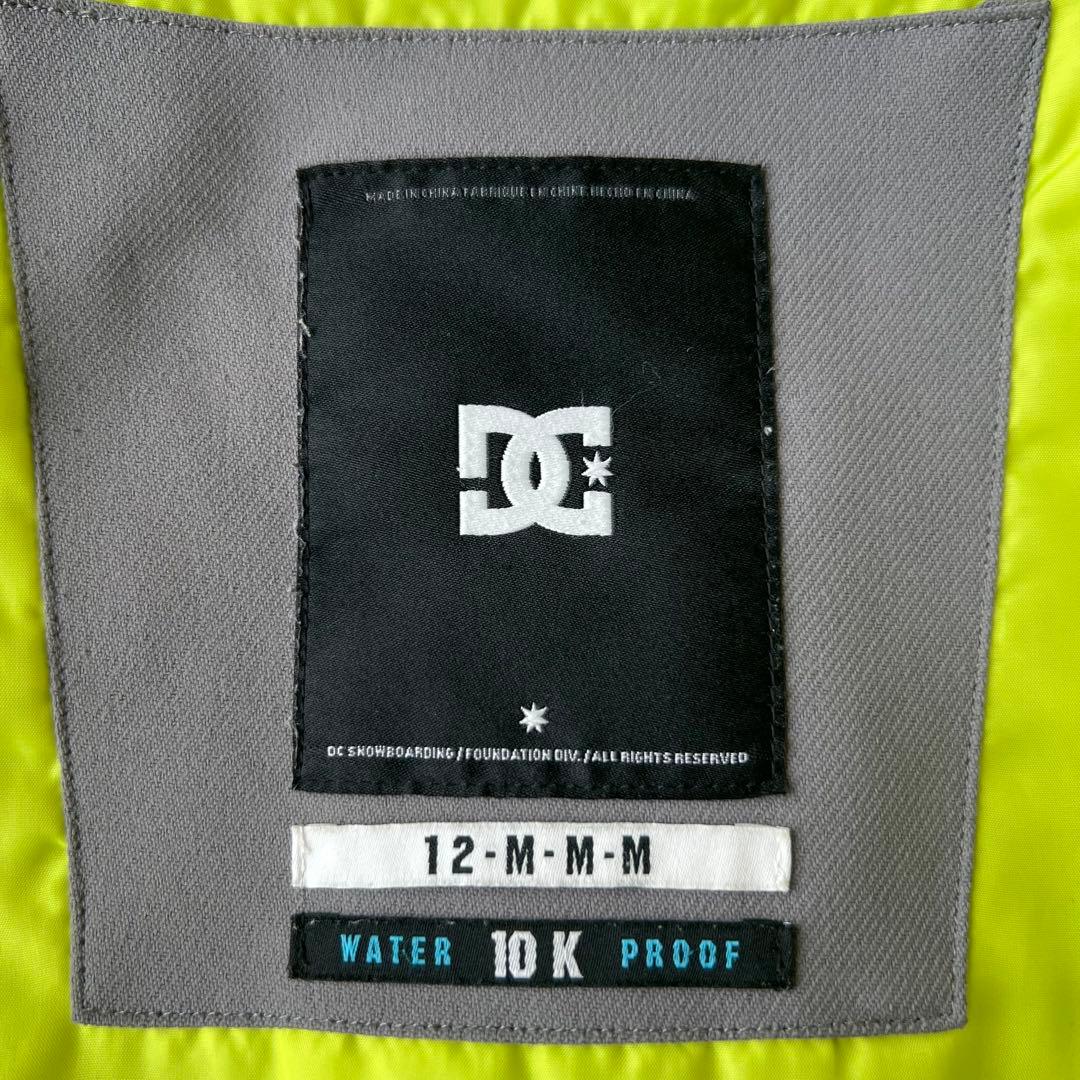 MADE IN CHINA FABRIQUE EN CHINE HECHO EN CHINA
DC
DC SNOWBOARDING / FOUNDATION DIV. / ALL RIGHTS RESERVED
12-M-M-M
WATER 10K PROOF